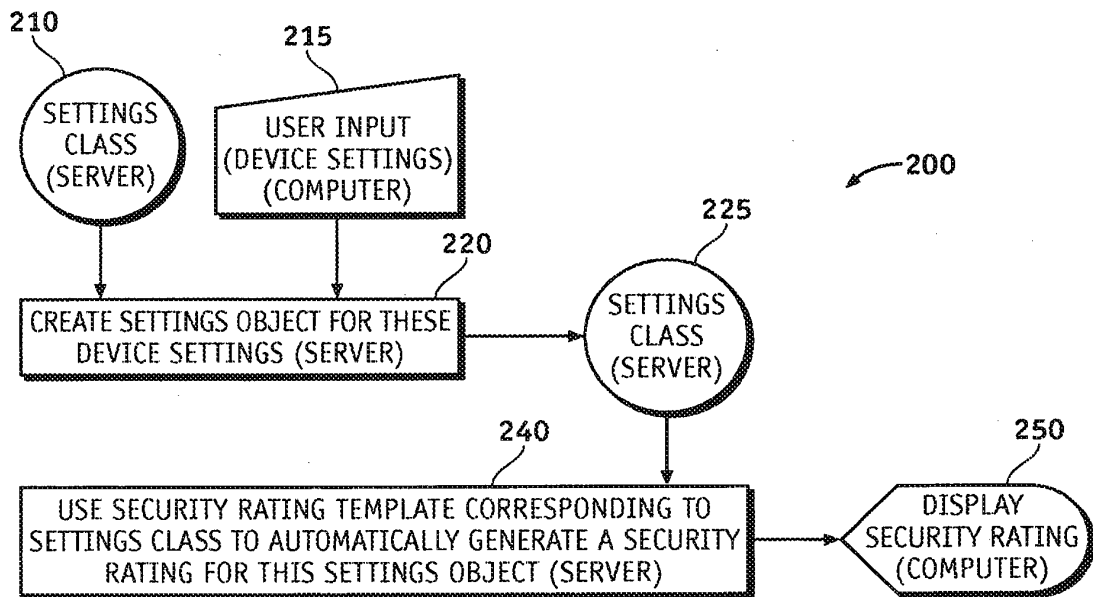 210
SETTINGS
CLASS
(SERVER)
215
USER INPUT
(DEVICE SETTINGS)
(COMPUTER)
200
220
CREATE SETTINGS OBJECT FOR THESE
DEVICE SETTINGS (SERVER)
225
SETTINGS
CLASS
(SERVER)
240
USE SECURITY RATING TEMPLATE CORRESPONDING TO
SETTINGS CLASS TO AUTOMATICALLY GENERATE A SECURITY
RATING FOR THIS SETTINGS OBJECT (SERVER)
250
DISPLAY
SECURITY RATING
(COMPUTER)